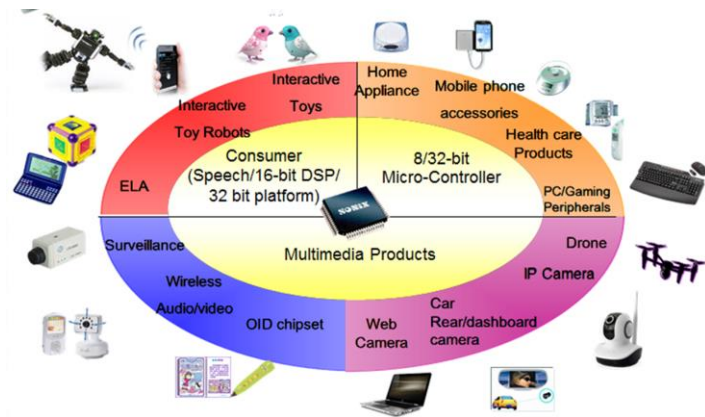 Interactive
Toys
Interactive
Toy Robots
ELA
Home
Appliance
Mobile phone
accessories
Health care
Products
PC/Gaming
Peripherals
Consumer
(Speech/16-bit DSP/
32 bit platform)
8/32-bit
Micro-Controller
SONIX
Multimedia Products
Surveillance
Wireless
Audio/video
OID chipset
Web
Camera
Car
Rear/dashboard
camera
IP Camera
Drone